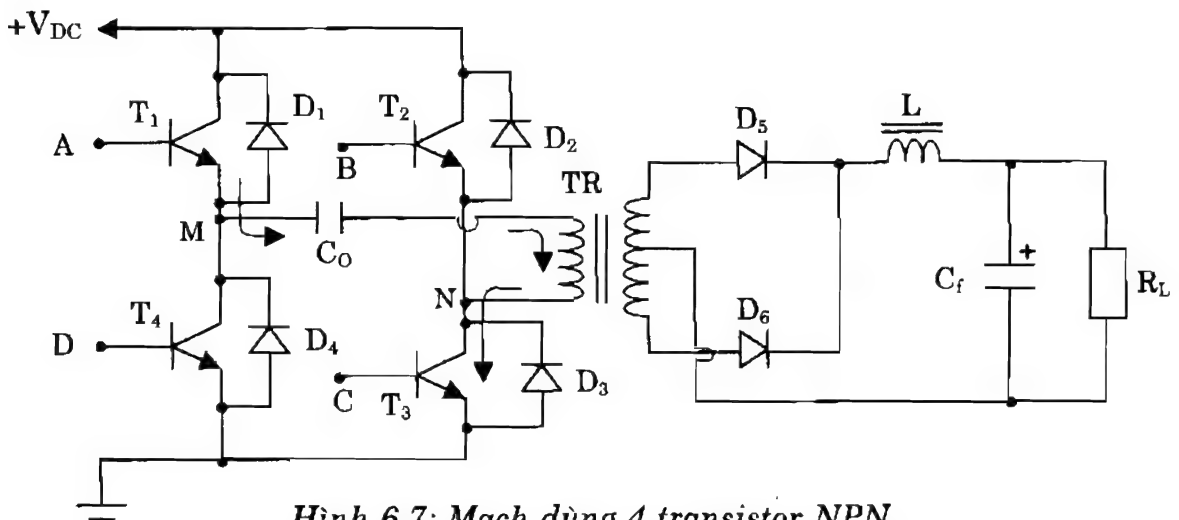 +V_DC
T₁
D₁
T₂
D₂
A
B
TR
D₅
L
M
C_O
N
D₆
C_f
+
R_L
T₄
D
D₄
C
T₃
D₃
Hình 6.7: Mạch dùng 4 transistor NPN